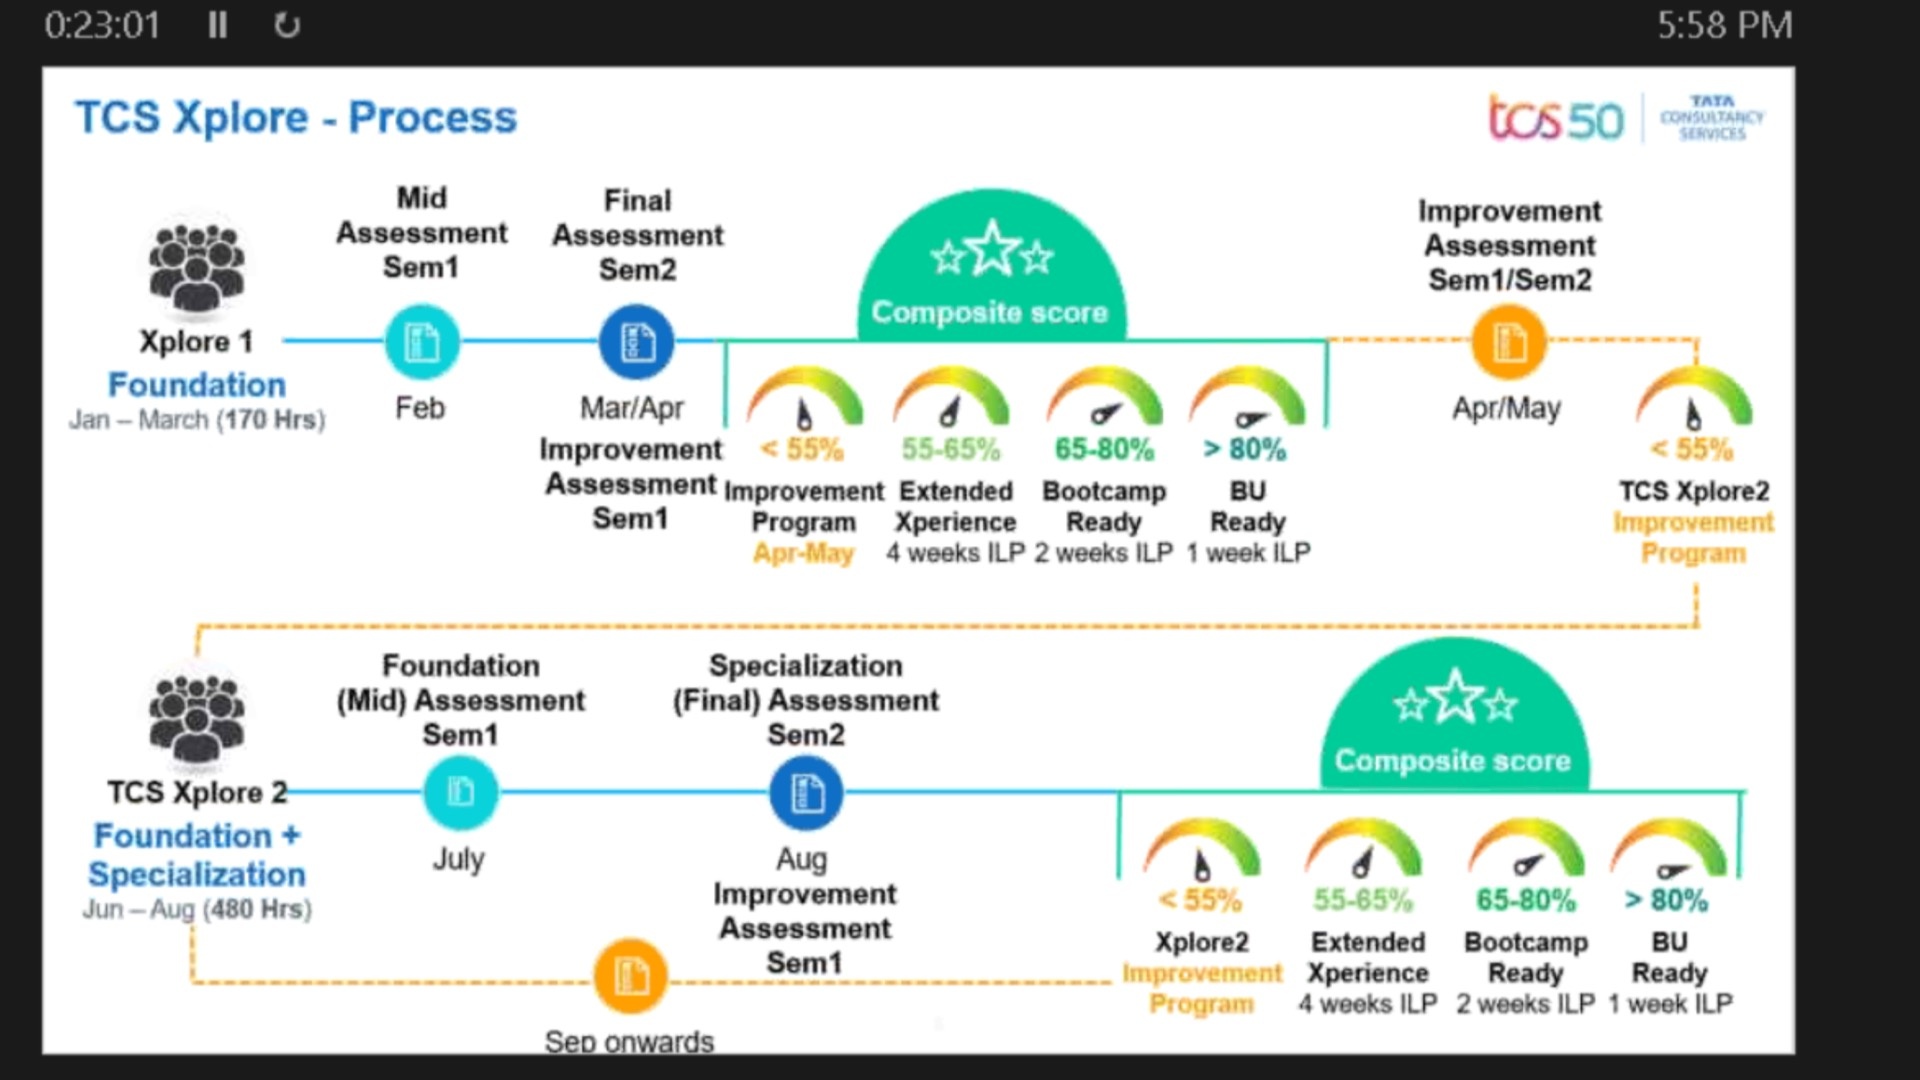 0:23:01
5:58 PM
TCS Xplore - Process
tcs 50
TATA
CONSULTANCY
SERVICES
Mid
Assessment
Sem1
Final
Assessment
Sem2
Composite score
Improvement
Assessment
Sem1/Sem2
Xplore 1
Foundation
Jan – March (170 Hrs)
Feb
Mar/Apr
Improvement
Assessment
Sem1
< 55%
Improvement
Program
Apr-May
55-65%
Extended
Xperience
4 weeks ILP
65-80%
Bootcamp
Ready
2 weeks ILP
> 80%
BU
Ready
1 week ILP
Apr/May
< 55%
TCS Xplore2
Improvement
Program
Foundation
(Mid) Assessment
Sem1
Specialization
(Final) Assessment
Sem2
Composite score
TCS Xplore 2
Foundation +
Specialization
Jun – Aug (480 Hrs)
July
Aug
Improvement
Assessment
Sem1
Sep onwards
< 55%
Xplore2
Improvement
Program
55-65%
Extended
Xperience
4 weeks ILP
65-80%
Bootcamp
Ready
2 weeks ILP
> 80%
BU
Ready
1 week ILP